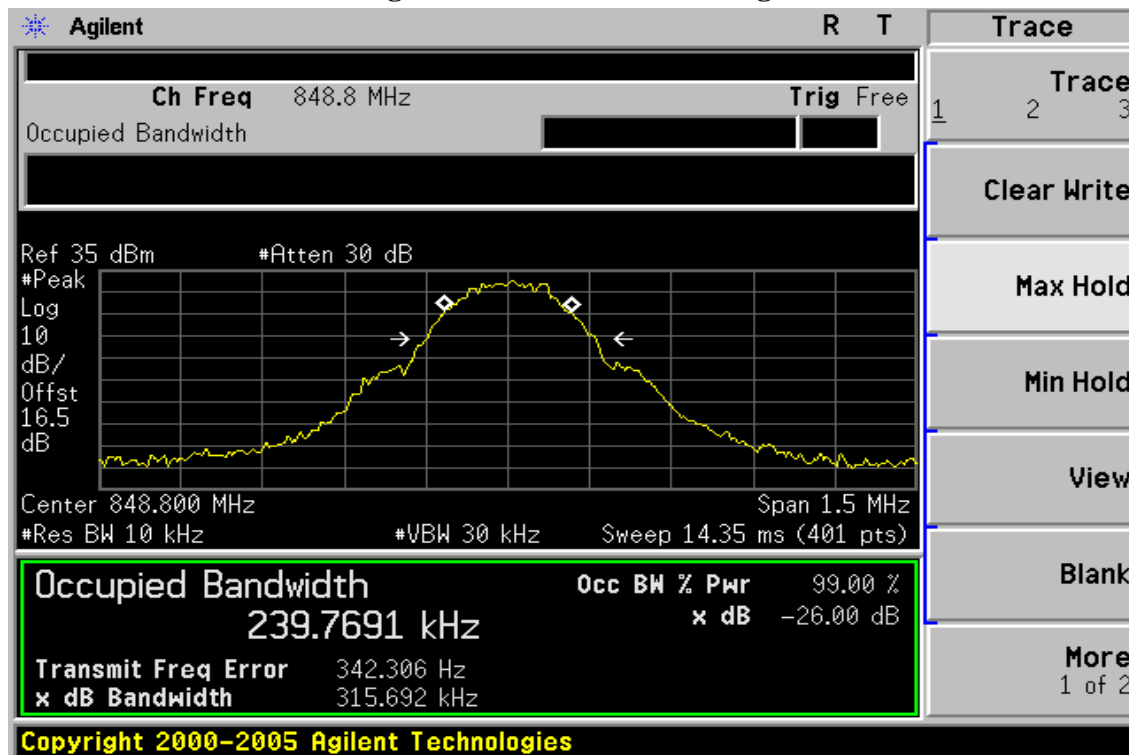 Agilent R T
Trace
Ch Freq 848.8 MHz Trig Free
Occupied Bandwidth
Trace
1 2 3
Clear Write
Max Hold
Min Hold
View
Blank
More
1 of 2
Ref 35 dBm #Atten 30 dB
#Peak
Log
10
dB/
Offst
16.5
dB
Center 848.800 MHz Span 1.5 MHz
#Res BW 10 kHz #VBW 30 kHz Sweep 14.35 ms (401 pts)
Occupied Bandwidth Occ BW % Pwr 99.00 %
239.7691 kHz x dB -26.00 dB
Transmit Freq Error 342.306 Hz
x dB Bandwidth 315.692 kHz
Copyright 2000-2005 Agilent Technologies